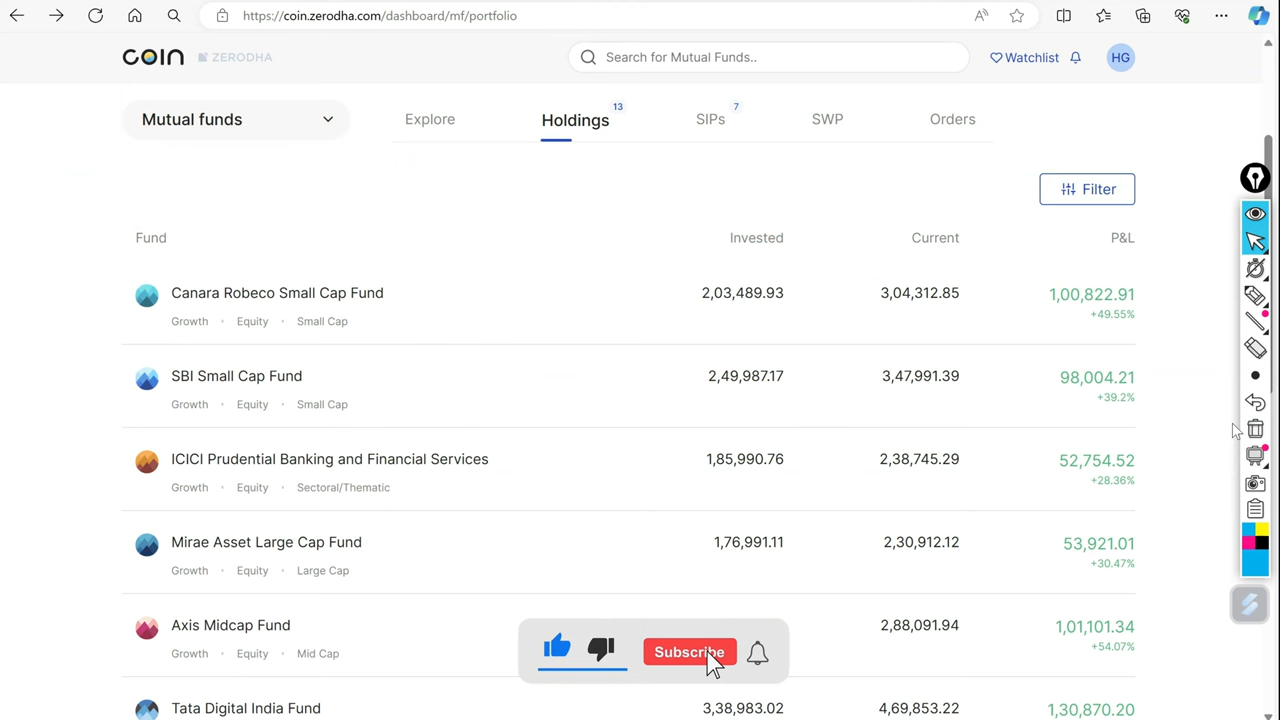 https://coin.zerodha.com/dashboard/mf/portfolio
COIN ZERODHA
Search for Mutual Funds..
Watchlist
HG
Mutual funds
Explore
Holdings 13
SIPs 7
SWP
Orders
Filter
Fund Invested Current P&L
Canara Robeco Small Cap Fund 2,03,489.93 3,04,312.85 1,00,822.91
Growth • Equity • Small Cap +49.55%
SBI Small Cap Fund 2,49,987.17 3,47,991.39 98,004.21
Growth • Equity • Small Cap +39.2%
ICICI Prudential Banking and Financial Services 1,85,990.76 2,38,745.29 52,754.52
Growth • Equity • Sectoral/Thematic +28.36%
Mirae Asset Large Cap Fund 1,76,991.11 2,30,912.12 53,921.01
Growth • Equity • Large Cap +30.47%
Axis Midcap Fund 2,88,091.94 1,01,101.34
Growth • Equity • Mid Cap +54.07%
Subscribe
Tata Digital India Fund 3,38,983.02 4,69,853.22 1,30,870.20